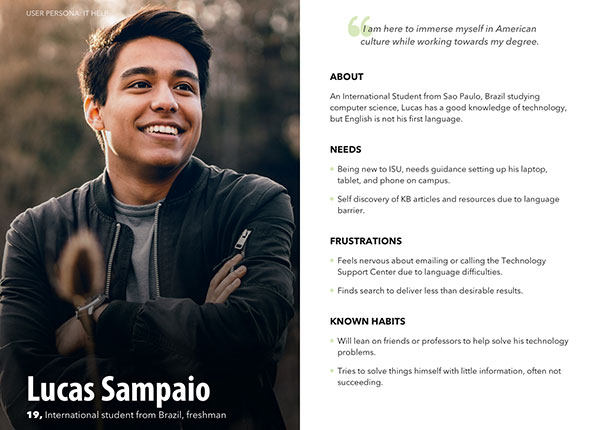 USER PERSONA: IT HELP
I am here to immerse myself in American
culture while working towards my degree.
ABOUT
An International Student from Sao Paulo, Brazil studying
computer science, Lucas has a good knowledge of technology,
but English is not his first language.
NEEDS
Being new to ISU, needs guidance setting up his laptop,
tablet, and phone on campus.
Self discovery of KB articles and resources due to language
barrier.
FRUSTRATIONS
Feels nervous about emailing or calling the Technology
Support Center due to language difficulties.
Finds search to deliver less than desirable results.
KNOWN HABITS
Will lean on friends or professors to help solve his technology
problems.
Tries to solve things himself with little information, often not
succeeding.
Lucas Sampaio
19, International student from Brazil, freshman